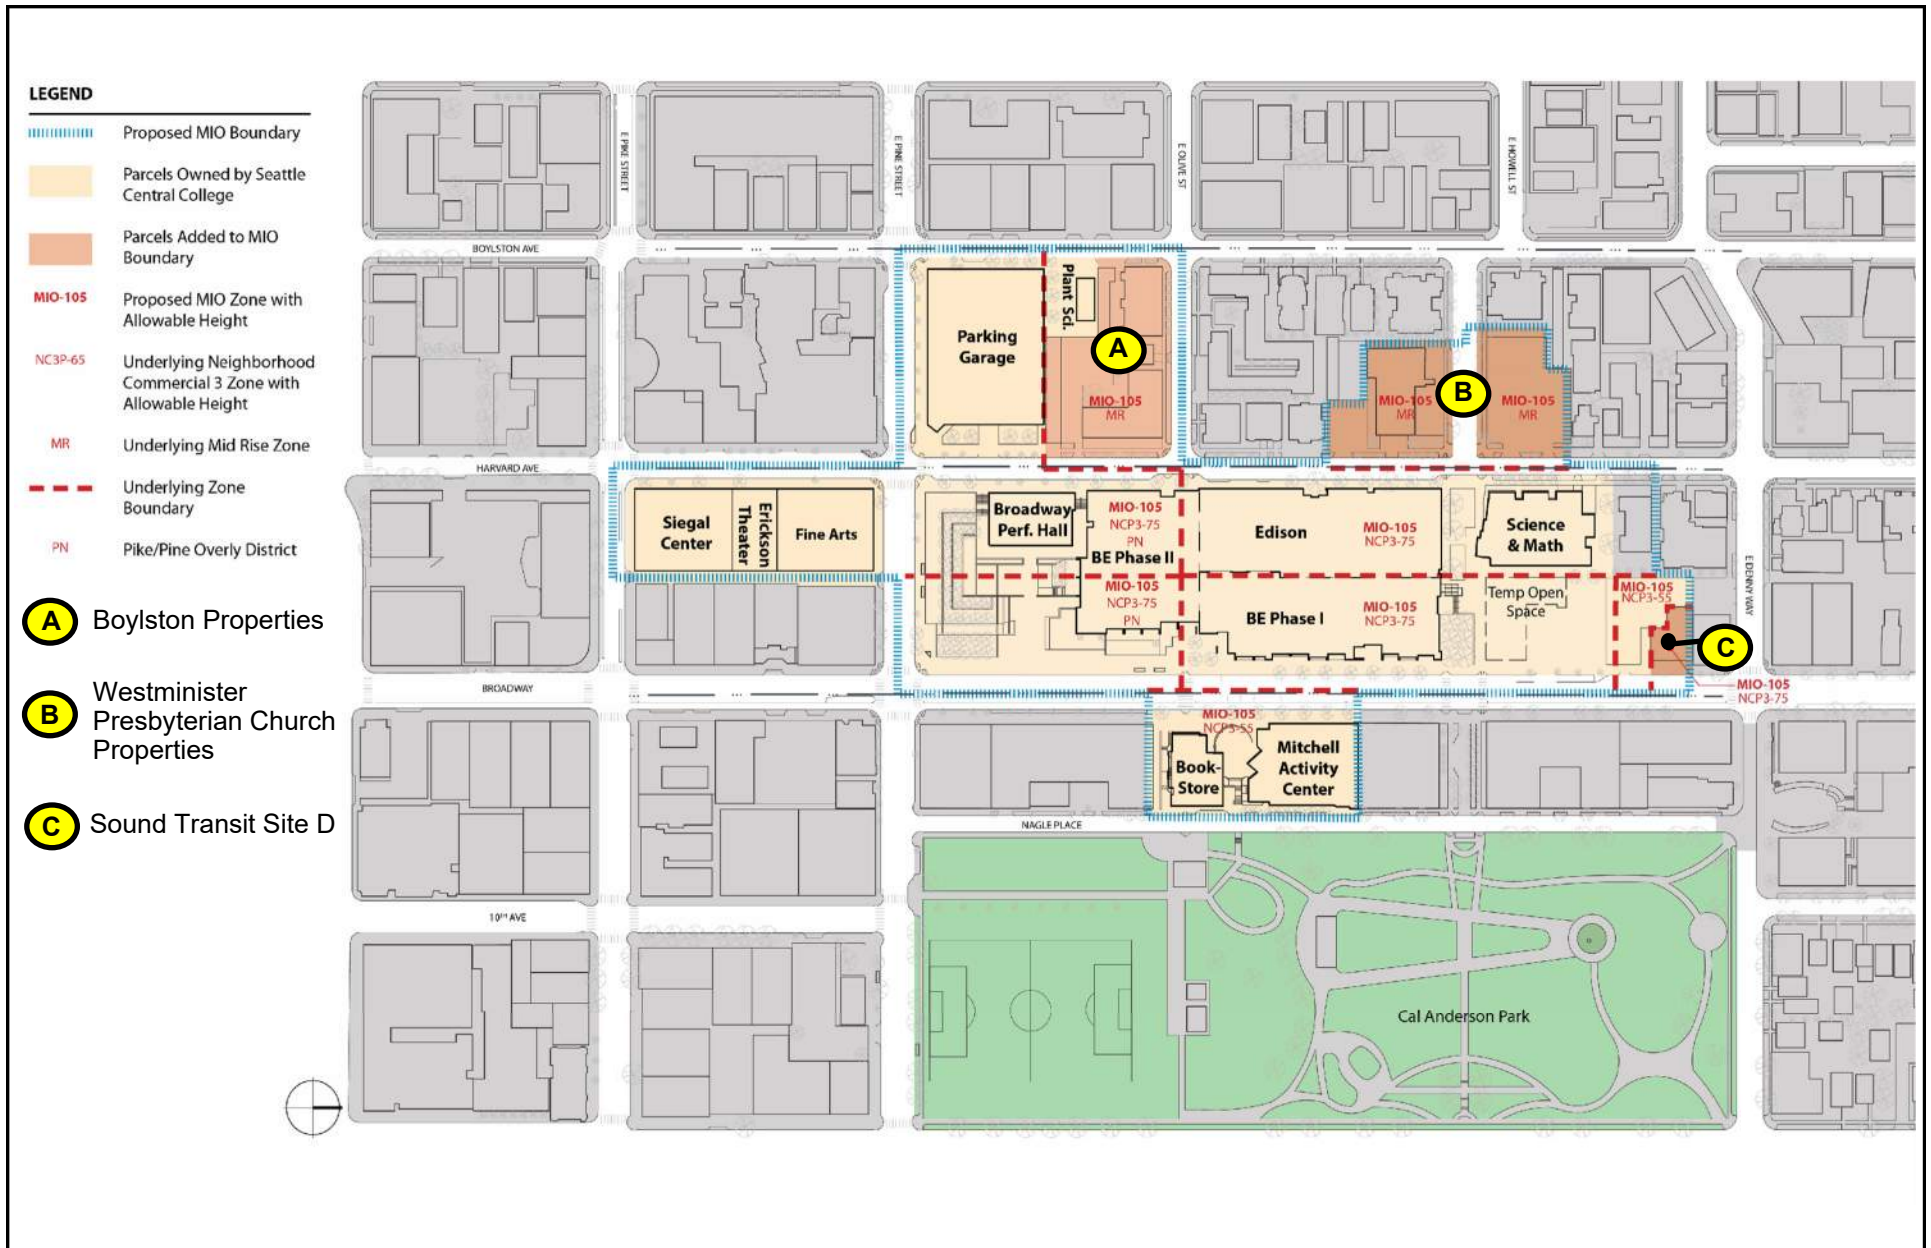 LEGEND
Proposed MIO Boundary
Parcels Owned by Seattle
Central College
Parcels Added to MIO
Boundary
MIO-105
Proposed MIO Zone with
Allowable Height
NC3P-65
Underlying Neighborhood
Commercial 3 Zone with
Allowable Height
MR
Underlying Mid Rise Zone
Underlying Zone
Boundary
PN
Pike/Pine Overly District
A
Boylston Properties
B
Westminister
Presbyterian Church
Properties
C
Sound Transit Site D
E PIKE STREET
E PINE STREET
E OLIVE ST
E HOWELL ST
BOYLSTON AVE
Parking
Garage
Plant Sci.
A
MIO-105
MR
MIO-105
MR
B
MIO-105
MR
HARVARD AVE
Siegal
Center
Erickson
Theater
Fine Arts
Broadway
Perf. Hall
MIO-105
NCP3-75
PN
BE Phase II
MIO-105
NCP3-75
PN
Edison
MIO-105
NCP3-75
BE Phase I
MIO-105
NCP3-75
Science
& Math
Temp Open
Space
MIO-105
NCP3-55
E DENNY WAY
C
MIO-105
NCP3-75
BROADWAY
MIO-105
NCP3-55
Book-
Store
Mitchell
Activity
Center
NAGLE PLACE
10TH AVE
Cal Anderson Park